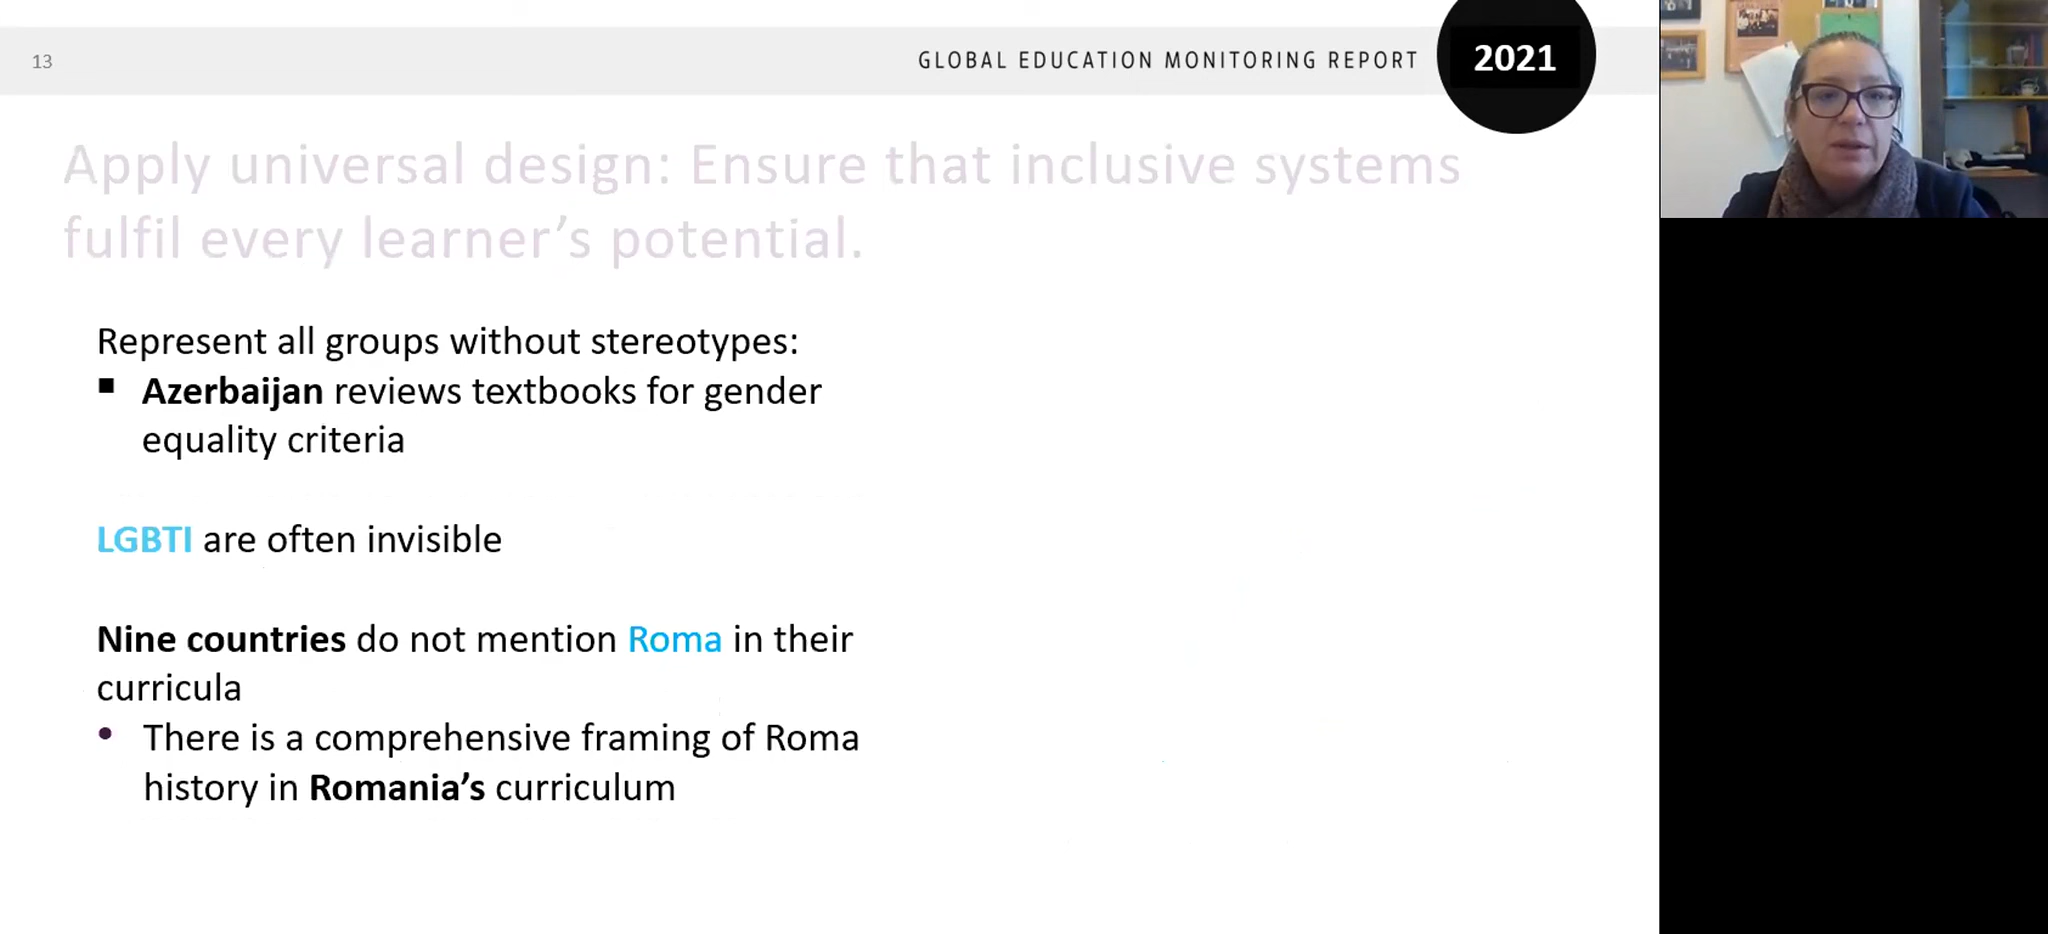 13
GLOBAL EDUCATION MONITORING REPORT
2021
Apply universal design: Ensure that inclusive systems
fulfil every learner’s potential.
Represent all groups without stereotypes:
▪ Azerbaijan reviews textbooks for gender
equality criteria
LGBTI are often invisible
Nine countries do not mention Roma in their
curricula
• There is a comprehensive framing of Roma
history in Romania’s curriculum